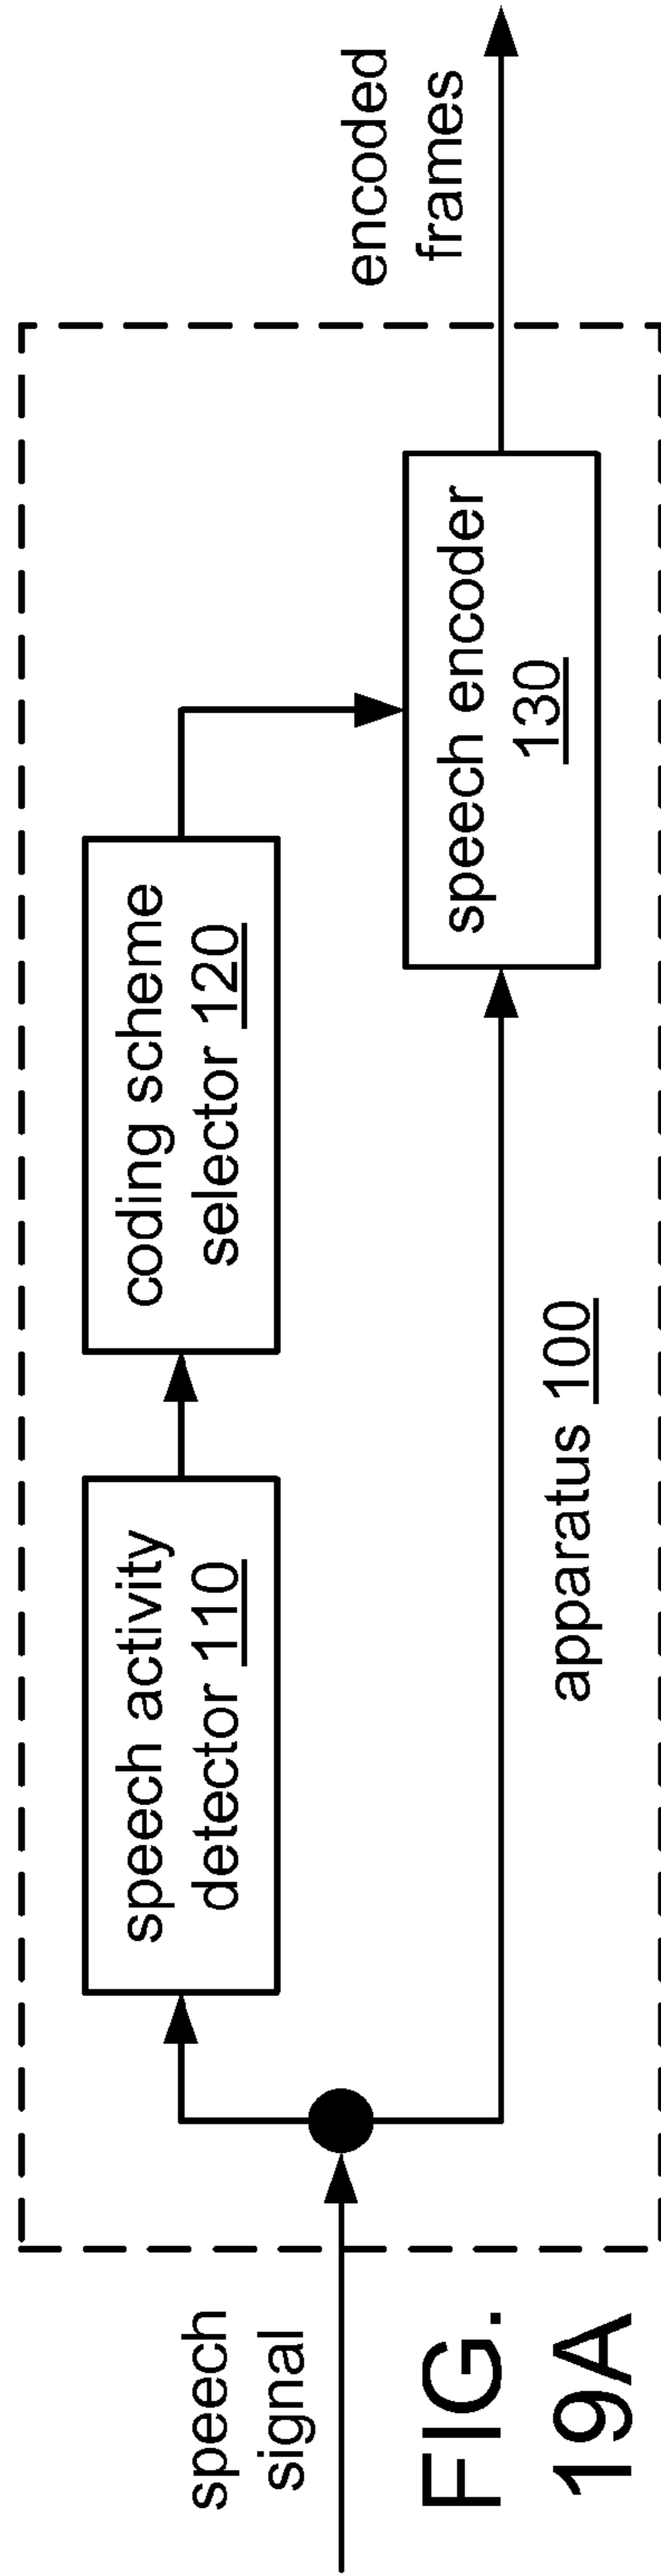 speech
signal
speech activity
detector 110
coding scheme
selector 120
speech encoder
130
encoded
frames
apparatus 100
FIG.
19A